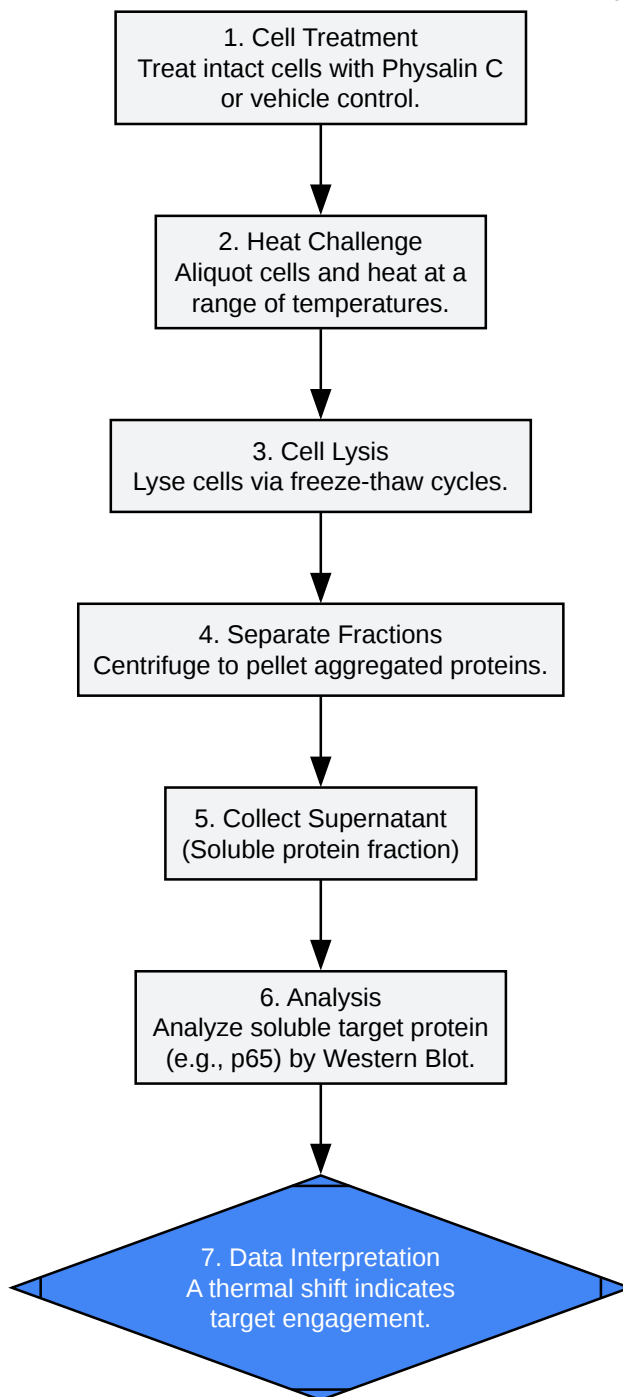 1. Cell Treatment
Treat intact cells with Physalin C
or vehicle control.
2. Heat Challenge
Aliquot cells and heat at a
range of temperatures.
3. Cell Lysis
Lyse cells via freeze-thaw cycles.
4. Separate Fractions
Centrifuge to pellet aggregated proteins.
5. Collect Supernatant
(Soluble protein fraction)
6. Analysis
Analyze soluble target protein
(e.g., p65) by Western Blot.
7. Data Interpretation
A thermal shift indicates
target engagement.